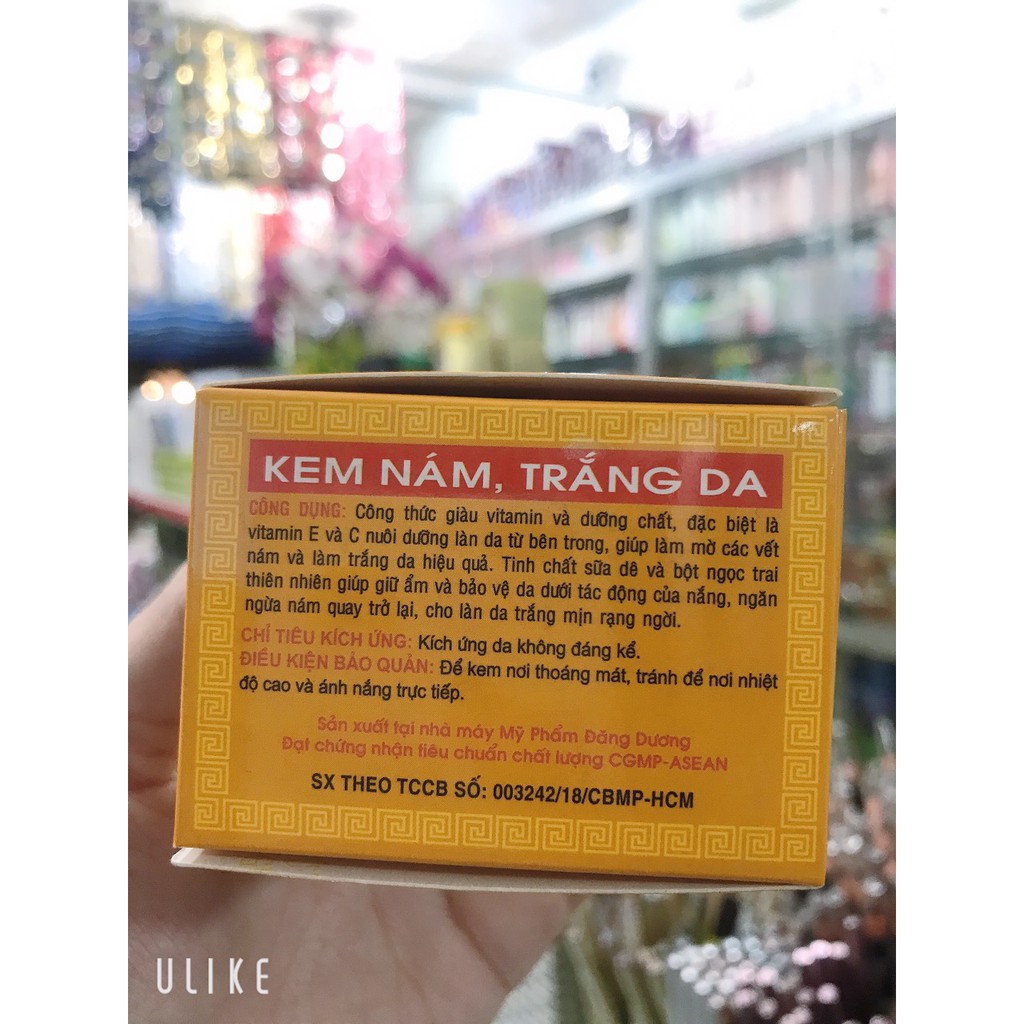 KEM NÁM, TRẮNG DA
CÔNG DỤNG: Công thức giàu vitamin và dưỡng chất, đặc biệt là
vitamin E và C nuôi dưỡng làn da từ bên trong, giúp làm mờ các vết
nám và làm trắng da hiệu quả. Tinh chất sữa dê và bột ngọc trai
thiên nhiên giúp giữ ẩm và bảo vệ da dưới tác động của nắng, ngăn
ngừa nám quay trở lại, cho làn da trắng mịn rạng ngời.
CHỈ TIÊU KÍCH ỨNG: Kích ứng da không đáng kể.
ĐIỀU KIỆN BẢO QUẢN: Để kem nơi thoáng mát, tránh để nơi nhiệt
độ cao và ánh nắng trực tiếp.
Sản xuất tại nhà máy Mỹ Phẩm Đăng Dương
Đạt chứng nhận tiêu chuẩn chất lượng CGMP-ASEAN
SX THEO TCCB SỐ: 003242/18/CBMP-HCM
ULIKE